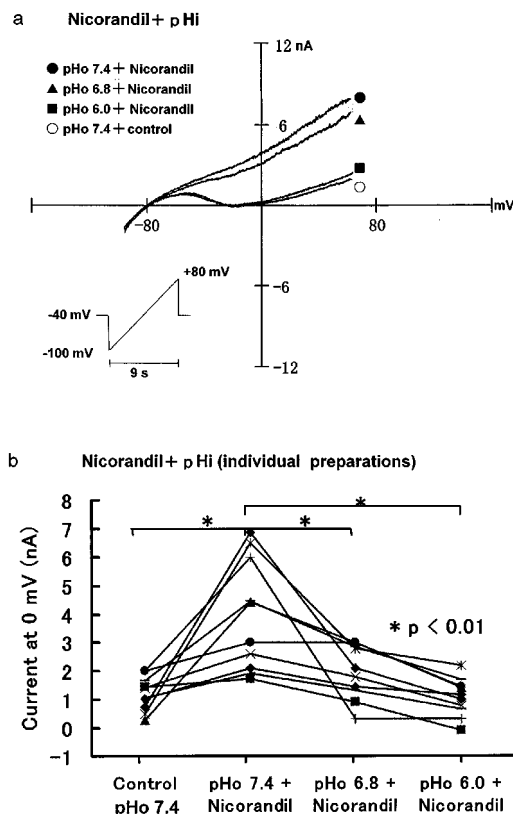 a
Nicorandil + p Hi
12 nA
pHo 7.4 + Nicorandil
pHo 6.8 + Nicorandil
pHo 6.0 + Nicorandil
pHo 7.4 + control
6
mV
-80
80
+80 mV
-6
-40 mV
-100 mV
9 s
-12
b
Nicorandil + p Hi (individual preparations)
8
*
7
* *
6
5
4
* p < 0.01
3
2
1
0
-1
Current at 0 mV (nA)
Control pHo 7.4 + pHo 6.8 + pHo 6.0 +
pHo 7.4 Nicorandil Nicorandil Nicorandil